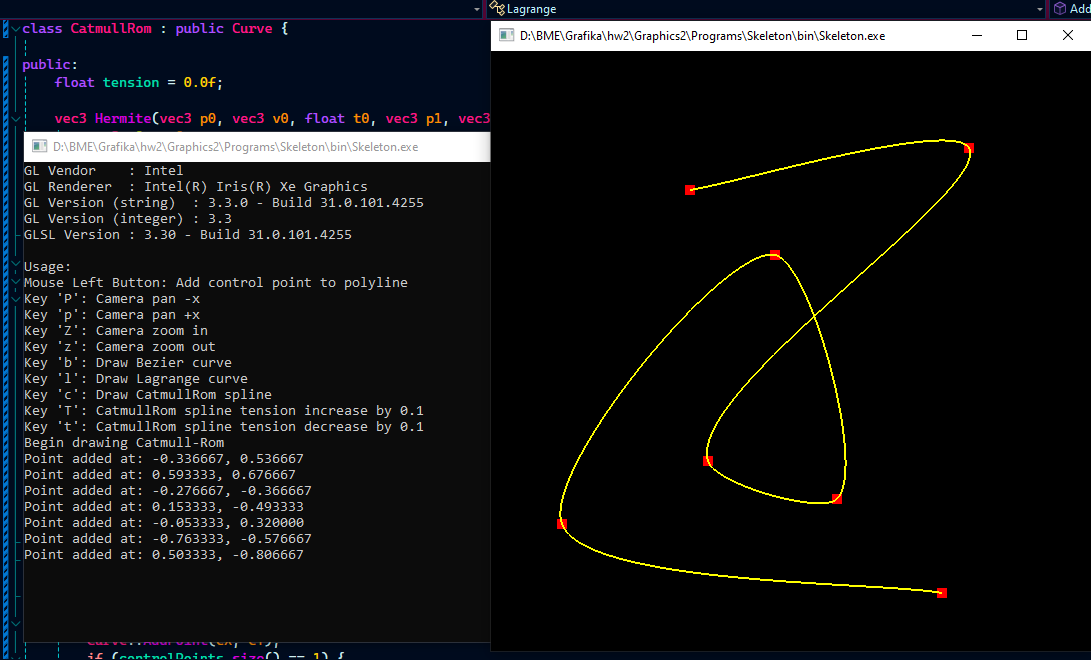 Lagrange
Add
class CatmullRom : public Curve {
D:\BME\Grafika\hw2\Graphics2\Programs\Skeleton\bin\Skeleton.exe
public:
float tension = 0.0f;
vec3 Hermite(vec3 p0, vec3 v0, float t0, vec3 p1, vec3
D:\BME\Grafika\hw2\Graphics2\Programs\Skeleton\bin\Skeleton.exe
GL Vendor    : Intel
GL Renderer  : Intel(R) Iris(R) Xe Graphics
GL Version (string)  : 3.3.0 - Build 31.0.101.4255
GL Version (integer) : 3.3
GLSL Version : 3.30 - Build 31.0.101.4255
Usage:
Mouse Left Button: Add control point to polyline
Key 'P': Camera pan -x
Key 'p': Camera pan +x
Key 'Z': Camera zoom in
Key 'z': Camera zoom out
Key 'b': Draw Bezier curve
Key 'l': Draw Lagrange curve
Key 'c': Draw CatmullRom spline
Key 'T': CatmullRom spline tension increase by 0.1
Key 't': CatmullRom spline tension decrease by 0.1
Begin drawing Catmull-Rom
Point added at: -0.336667, 0.536667
Point added at: 0.593333, 0.676667
Point added at: -0.276667, -0.366667
Point added at: 0.153333, -0.493333
Point added at: -0.053333, 0.320000
Point added at: -0.763333, -0.576667
Point added at: 0.503333, -0.806667
if (controlPoints.size() == 1) {